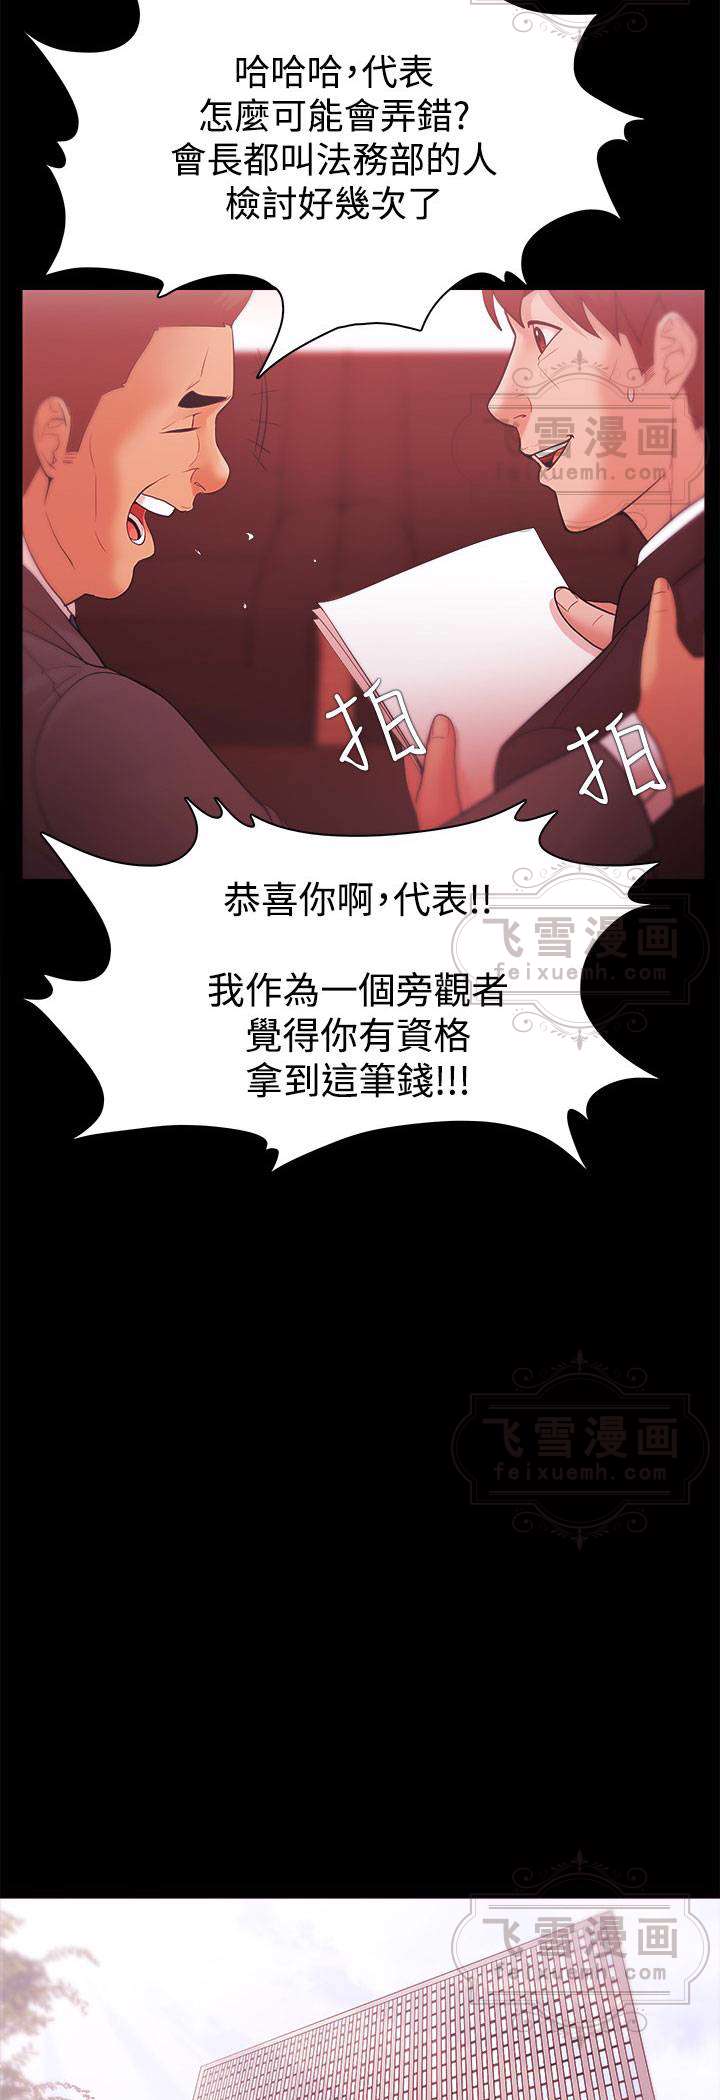 哈哈哈,代表
怎麼可能會弄錯?
會長都叫法務部的人
檢討好幾次了
飞雪漫画
feixuemh.com
拍
拍
恭喜你啊,代表!!
飞雪漫画
feixuemh.com
我作為一個旁觀者
覺得你有資格
拿到這筆錢!!!
飞雪漫画
feixuemh.com
飞雪漫画
feixuemh.com